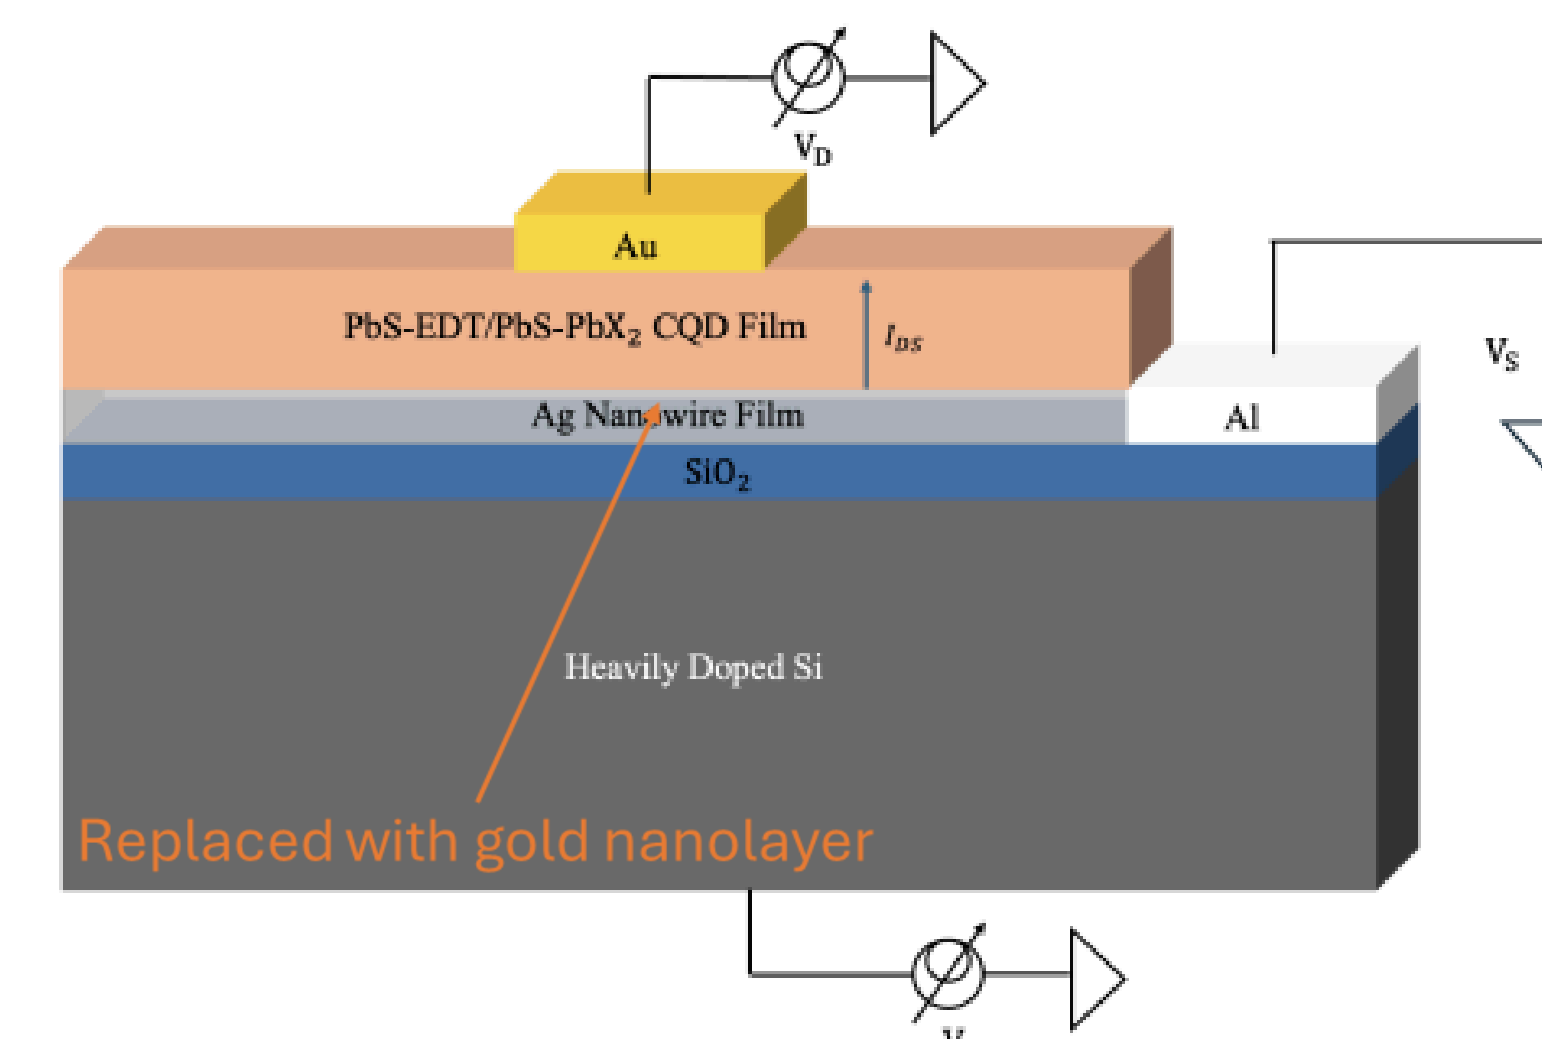 V_D
Au
PbS-EDT/PbS-PbX₂ CQD Film
I_DS
V_S
Ag Nanowire Film
Al
SiO₂
Heavily Doped Si
Replaced with gold nanolayer